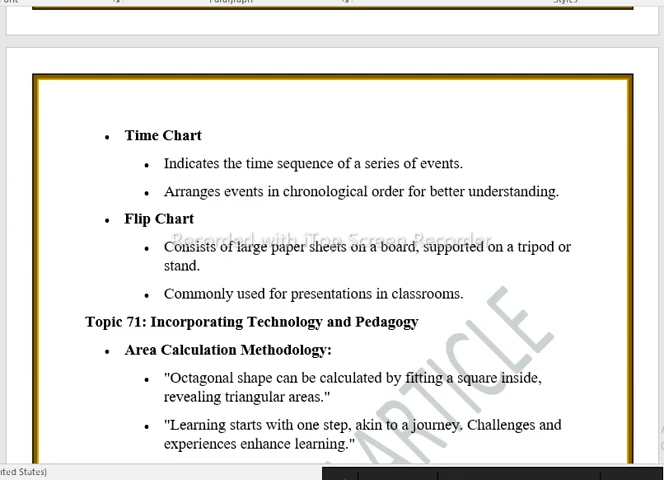 Paragraph
Styles
Time Chart
Indicates the time sequence of a series of events.
Arranges events in chronological order for better understanding.
Flip Chart
Recorded with iTop Screen Recorder
Consists of large paper sheets on a board, supported on a tripod or
stand.
Commonly used for presentations in classrooms.
Topic 71: Incorporating Technology and Pedagogy
Area Calculation Methodology:
"Octagonal shape can be calculated by fitting a square inside,
revealing triangular areas."
"Learning starts with one step, akin to a journey. Challenges and
experiences enhance learning."
ARTICLE
rted States)